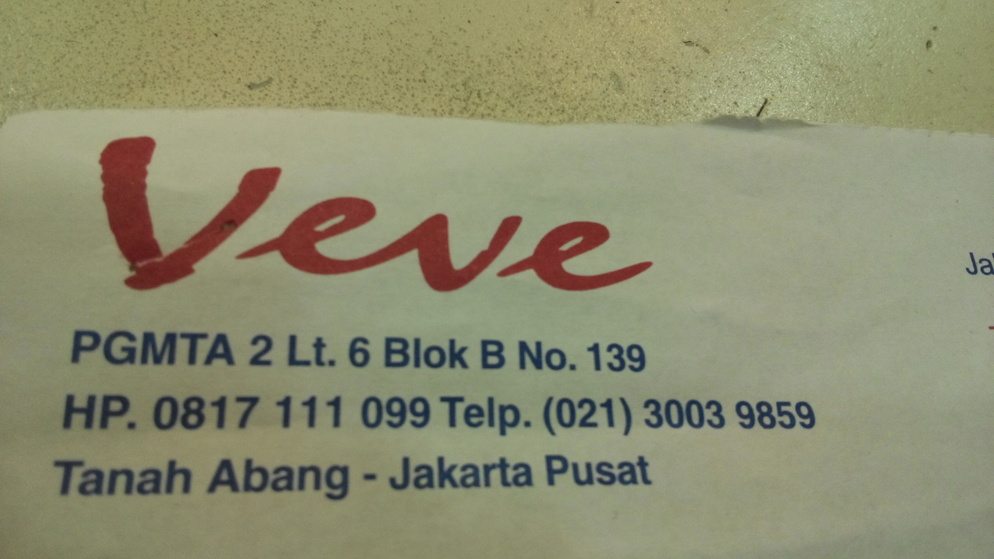 Veve
PGMTA 2 Lt. 6 Blok B No. 139
HP. 0817 111 099 Telp. (021) 3003 9859
Tanah Abang - Jakarta Pusat